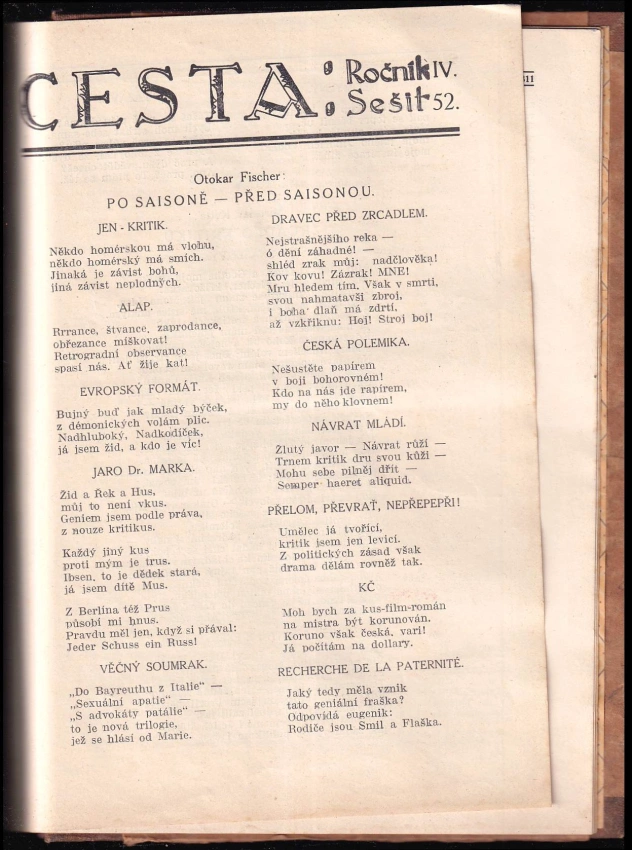 CESTA:
Ročník IV.
Sešit 52.
311
Otokar Fischer:
PO SAISONĚ — PŘED SAISONOU.
JEN - KRITIK.
Někdo homérskou má vlohu,
někdo homérský má smích.
Jinaká je závist bohů,
jiná závist neplodných.
ALAP.
Rrrance, štvance, zaprodance,
obřezance miškovat!
Retrogradní observance
spasí nás. Ať žije kat!
EVROPSKÝ FORMÁT.
Bujný buď jak mladý býček,
z démonických volám plic.
Nadhluboký, Nadkodíček,
já jsem žid, a kdo je víc!
JARO Dr. MARKA.
Žid a Řek a Hus,
můj to není vkus.
Geniem jsem podle práva,
z nouze kritikus.
Každý jiný kus
proti mým je trus.
Ibsen, to je dědek stará,
já jsem dítě Mus.
Z Berlína též Prus
působí mi hnus.
Pravdu měl jen, když si přával:
Jeder Schuss ein Russ!
VĚČNÝ SOUMRAK.
„Do Bayreuthu z Italie“ —
„Sexuální apatie“ —
„S advokáty patálie“ —
to je nová trilogie,
jež se hlásí od Marie.
DRAVEC PŘED ZRCADLEM.
Nejstrašnějšího reka —
ó dění záhadné! —
shléd zrak můj: nadčlověka!
Kov kovu! Zázrak! MNE!
Mru hledem tím. Však v smrti,
svou nahmatavši zbroj,
i boha dlaň má zdrtí,
až vzkřiknu: Hoj! Stroj boj!
ČESKÁ POLEMIKA.
Nešustěte papírem
v boji bohorovném!
Kdo na nás jde rapírem,
my do něho klovnem!
NÁVRAT MLÁDÍ.
Žlutý javor — Návrat růží —
Trnem kritik dru svou kůži —
Mohu sebe pilněj dřít —
Semper haeret aliquid.
PŘELOM, PŘEVRAŤ, NEPŘEPEPŘI!
Umělec já tvořící,
kritik jsem jen levicí.
Z politických zásad však
drama dělám rovněž tak.
KČ
Moh bych za kus-film-román
na mistra být korunován.
Koruno však česká, vari!
Já počítám na dollary.
RECHERCHE DE LA PATERNITÉ.
Jaký tedy měla vznik
tato geniální fraška?
Odpovídá eugenik:
Rodiče jsou Smil a Flaška.